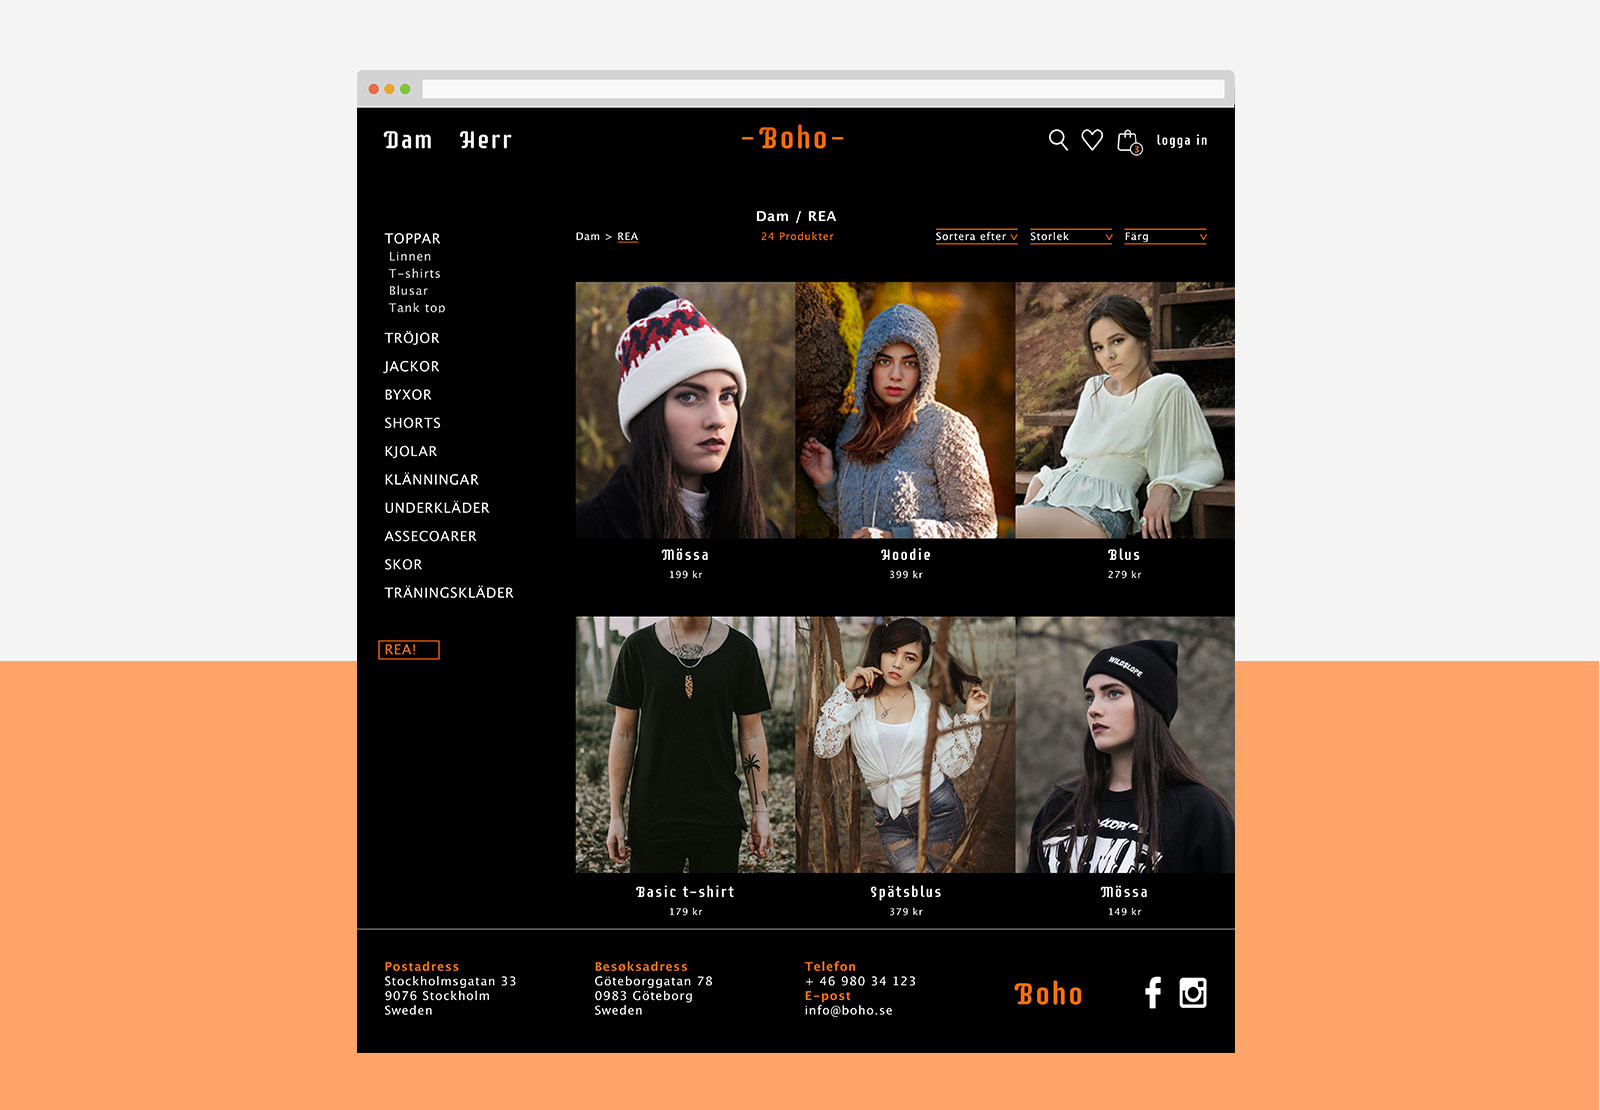 Dam Herr
-Boho-
3
logga in
Dam / REA
24 Produkter
Dam > REA
Sortera efter
Storlek
Färg
TOPPAR
Linnen
T-shirts
Blusar
Tank top
TRÖJOR
JACKOR
BYXOR
SHORTS
KJOLAR
KLÄNNINGAR
UNDERKLÄDER
ASSECOARER
SKOR
TRÄNINGSKLÄDER
REA!
Mössa
199 kr
Hoodie
399 kr
Blus
279 kr
WILDSLOPE
Basic t-shirt
179 kr
Spätsblus
379 kr
Mössa
149 kr
Postadress
Stockholmsgatan 33
9076 Stockholm
Sweden
Besøksadress
Göteborggatan 78
0983 Göteborg
Sweden
Telefon
+ 46 980 34 123
E-post
info@boho.se
Boho